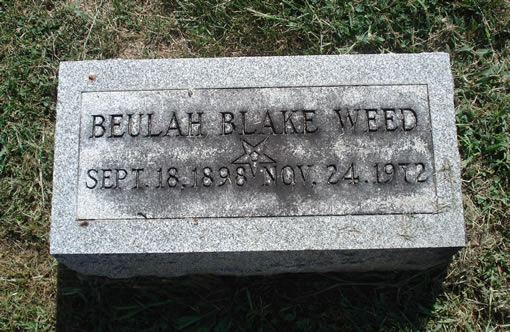 BEULAH BLAKE WEED
SEPT. 18, 1898 NOV. 24, 1972